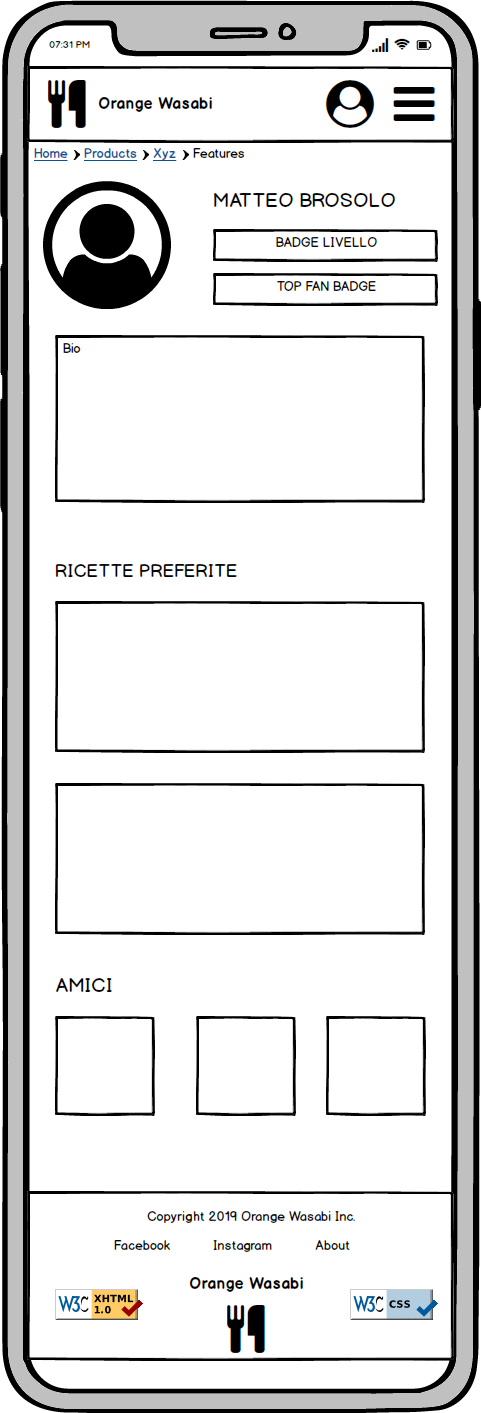 07:31 PM
Orange Wasabi
Home Products Xyz Features
MATTEO BROSOLO
BADGE LIVELLO
TOP FAN BADGE
Bio
RICETTE PREFERITE
AMICI
Copyright 2019 Orange Wasabi Inc.
Facebook Instagram About
Orange Wasabi
W3C XHTML 1.0
W3C CSS